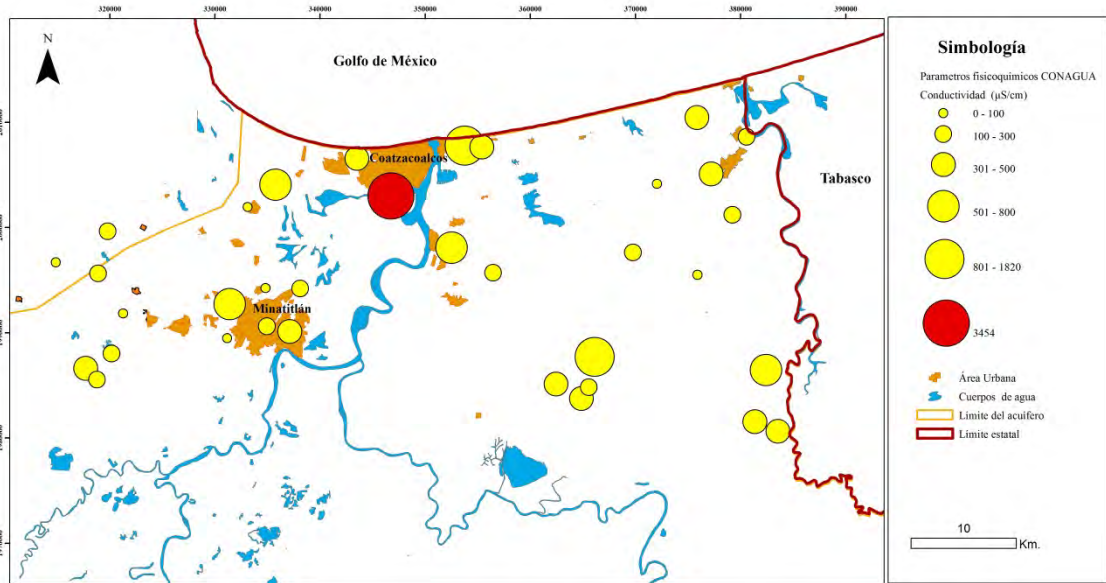 320000 330000 340000 350000 360000 370000 380000 390000
N
Golfo de México
Coatzacoalcos
Tabasco
Minatitlán
Simbología
Parametros fisicoquímicos CONAGUA
Conductividad (µS/cm)
0 - 100
100 - 300
301 - 500
501 - 800
801 - 1820
3454
Área Urbana
Cuerpos de agua
Limite del acuífero
Limite estatal
10
Km.